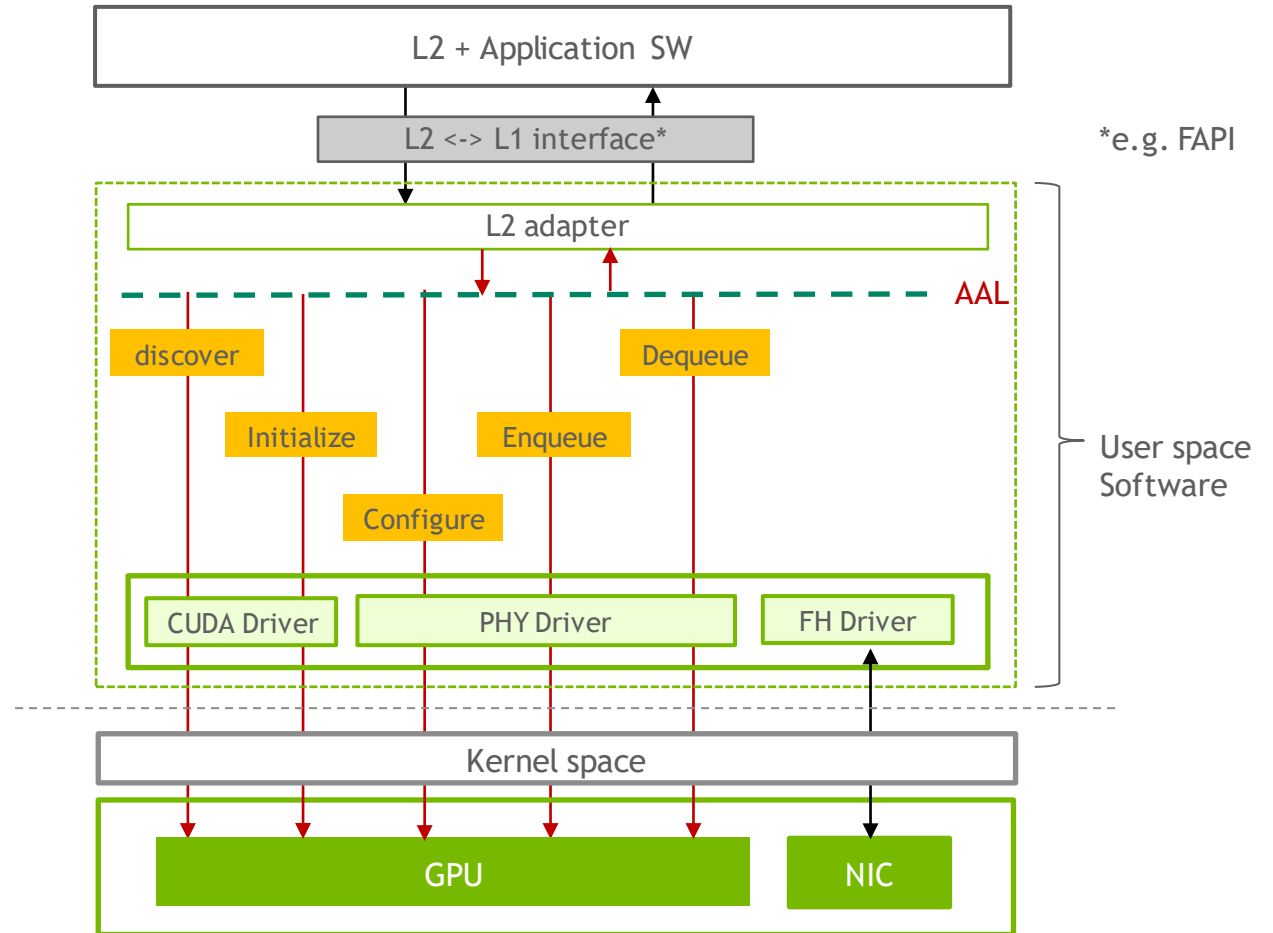 L2 + Application SW
L2 <-> L1 interface*
*e.g. FAPI
L2 adapter
AAL
discover
Dequeue
Initialize
Enqueue
User space
Software
Configure
CUDA Driver
PHY Driver
FH Driver
Kernel space
GPU
NIC